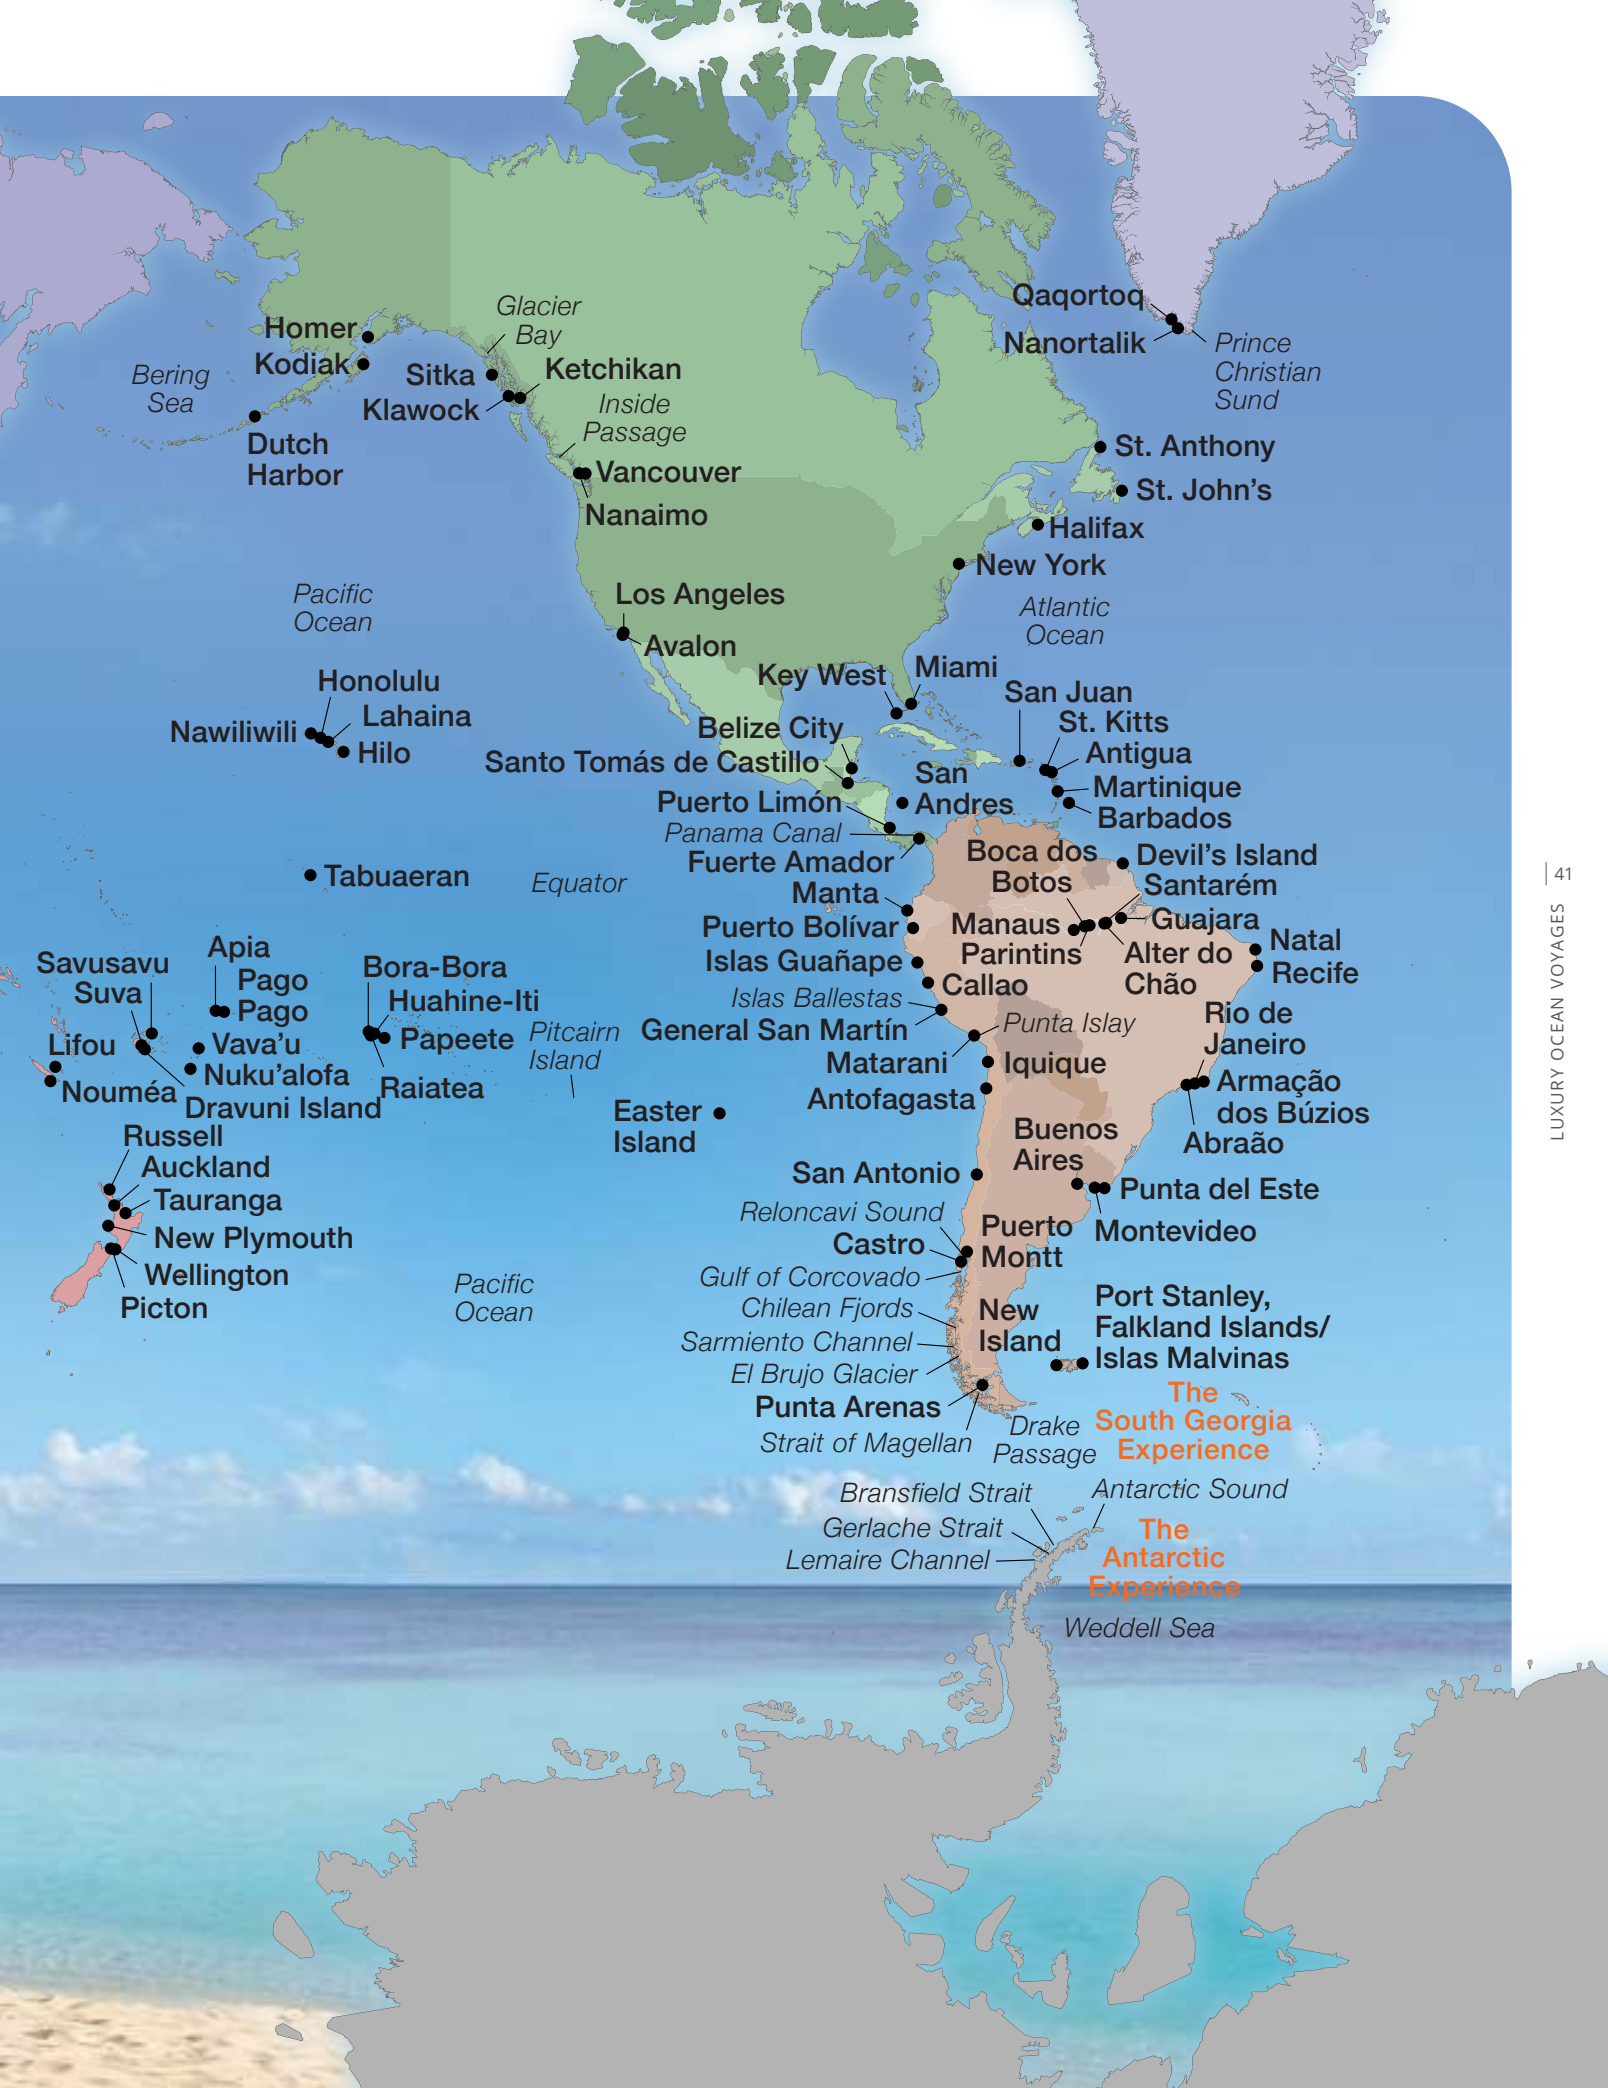 Qaqortoq
Nanortalik
Prince
Christian
Sund
Glacier
Bay
Homer
Kodiak
Bering
Sea
Sitka
Ketchikan
Klawock
Inside
Passage
Dutch
Harbor
Vancouver
Nanaimo
St. Anthony
St. John’s
Halifax
New York
Pacific
Ocean
Los Angeles
Avalon
Atlantic
Ocean
Key West
Miami
San Juan
St. Kitts
Antigua
Martinique
Barbados
Honolulu
Lahaina
Nawiliwili
Hilo
Belize City
Santo Tomás de Castillo
San
Andres
Puerto Limón
Panama Canal
Fuerte Amador
Boca dos
Botos
Devil’s Island
Santarém
Tabuaeran
Equator
Manta
Manaus
Guajara
Puerto Bolívar
Parintins
Alter do
Chão
Natal
Recife
Islas Guañape
Callao
Savusavu
Suva
Apia
Pago
Pago
Bora-Bora
Huahine-Iti
Papeete
Raiatea
Pitcairn
Island
Islas Ballestas
General San Martín
Punta Islay
Rio de
Janeiro
Lifou
Nouméa
Vava’u
Nuku’alofa
Dravuni Island
Matarani
Iquique
Antofagasta
Armação
dos Búzios
Abraão
Easter
Island
Buenos
Aires
Russell
Auckland
Tauranga
New Plymouth
Wellington
Picton
San Antonio
Punta del Este
Montevideo
Reloncavi Sound
Castro
Puerto
Montt
Gulf of Corcovado
Chilean Fjords
Sarmiento Channel
El Brujo Glacier
Pacific
Ocean
New
Island
Port Stanley,
Falkland Islands/
Islas Malvinas
Punta Arenas
Strait of Magellan
Drake
Passage
The
South Georgia
Experience
Bransfield Strait
Antarctic Sound
Gerlache Strait
Lemaire Channel
The
Antarctic
Experience
Weddell Sea
41
LUXURY OCEAN VOYAGES